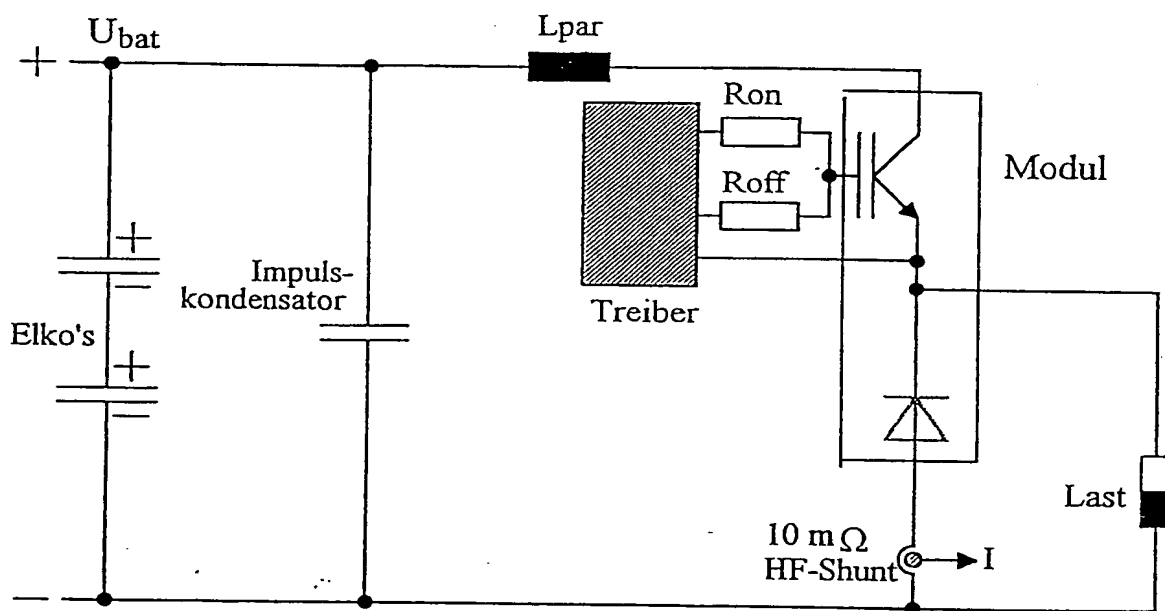 Lpar
+ Ubat
Ron
Modul
Roff
+
Impuls-
kondensator
−
Treiber
Elko's
+
−
Last
10 mΩ
HF-Shunt
I
−